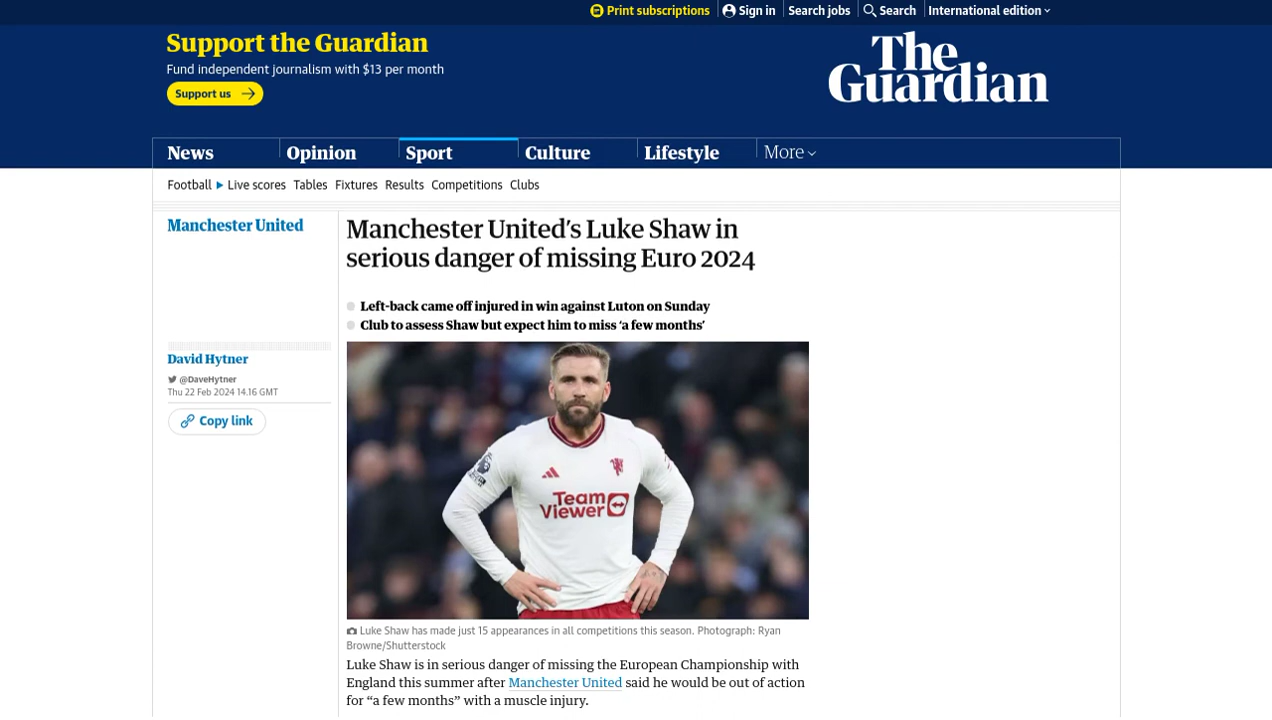 Print subscriptions
Sign in
Search jobs
Search
International edition
Support the Guardian
Fund independent journalism with $13 per month
Support us
The
Guardian
News
Opinion
Sport
Culture
Lifestyle
More
Football
Live scores
Tables
Fixtures
Results
Competitions
Clubs
Manchester United
Manchester United’s Luke Shaw in
serious danger of missing Euro 2024
Left-back came off injured in win against Luton on Sunday
Club to assess Shaw but expect him to miss ‘a few months’
David Hytner
@DaveHytner
Thu 22 Feb 2024 14.16 GMT
Copy link
Team
Viewer
Luke Shaw has made just 15 appearances in all competitions this season. Photograph: Ryan
Browne/Shutterstock
Luke Shaw is in serious danger of missing the European Championship with
England this summer after Manchester United said he would be out of action
for “a few months” with a muscle injury.